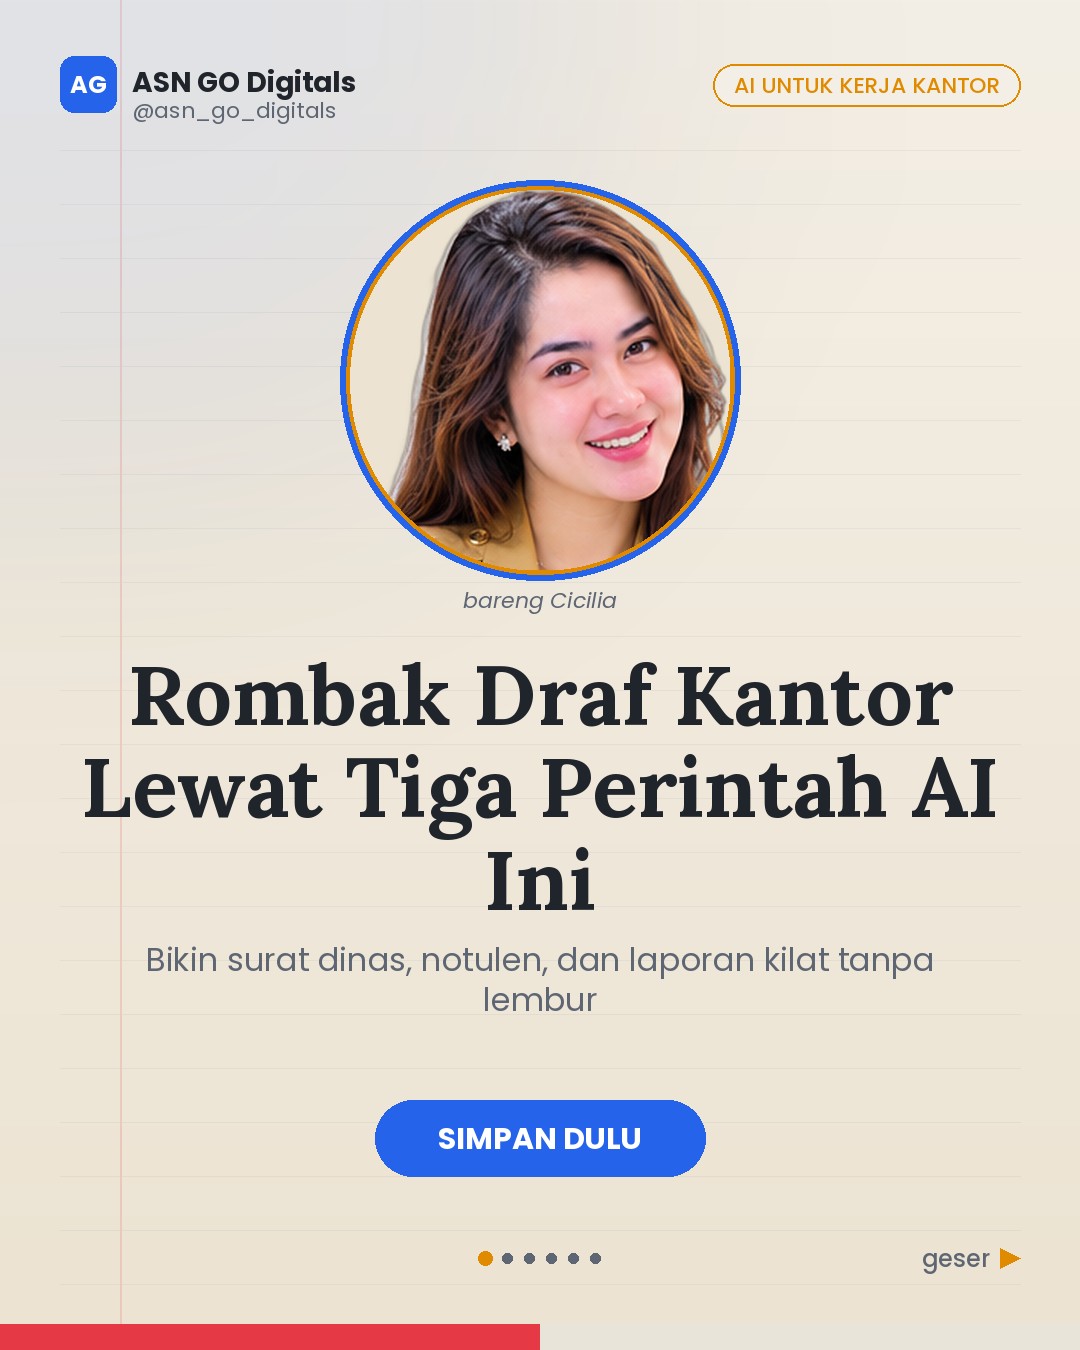 AG
ASN GO Digitals
@asn_go_digitals
AI UNTUK KERJA KANTOR
bareng Cicilia
Rombak Draf Kantor
Lewat Tiga Perintah AI
Ini
Bikin surat dinas, notulen, dan laporan kilat tanpa
lembur
SIMPAN DULU
geser